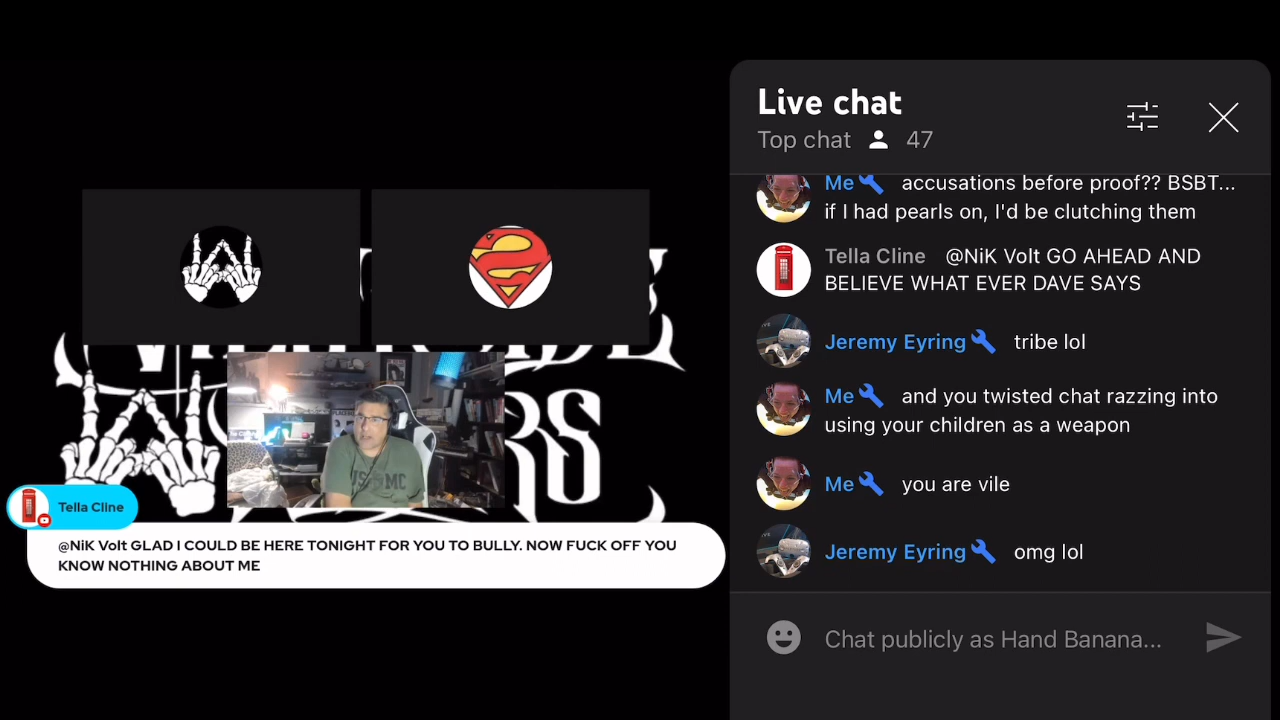 Live chat
Top chat 47
Me accusations before proof?? BSBT...
if I had pearls on, I'd be clutching them
Tella Cline @NiK Volt GO AHEAD AND
BELIEVE WHAT EVER DAVE SAYS
Jeremy Eyring tribe lol
Me and you twisted chat razzing into
using your children as a weapon
Me you are vile
Jeremy Eyring omg lol
Chat publicly as Hand Banana...
Tella Cline
@NiK Volt GLAD I COULD BE HERE TONIGHT FOR YOU TO BULLY. NOW FUCK OFF YOU
KNOW NOTHING ABOUT ME